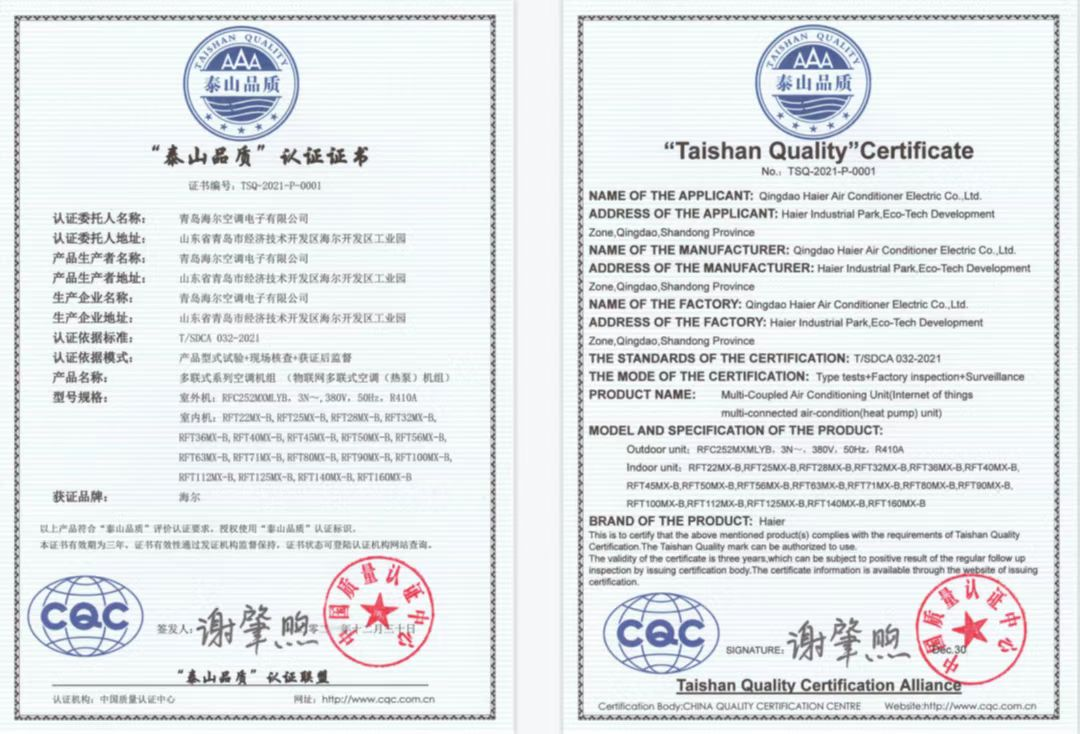 TAISHAN QUALITY
AAA
泰山品质
“泰山品质”认证证书
证书编号：TSQ-2021-P-0001
认证委托人名称： 青岛海尔空调电子有限公司
认证委托人地址： 山东省青岛市经济技术开发区海尔开发区工业园
产品生产者名称： 青岛海尔空调电子有限公司
产品生产者地址： 山东省青岛市经济技术开发区海尔开发区工业园
生产企业名称： 青岛海尔空调电子有限公司
生产企业地址： 山东省青岛市经济技术开发区海尔开发区工业园
认证依据标准： T/SDCA 032-2021
认证依据模式： 产品型式试验+现场核查+获证后监督
产品名称： 多联式系列空调机组 （物联网多联式空调（热泵）机组）
型号规格： 室外机：RFC252MXMLYB，3N～,380V，50Hz，R410A
室内机：RFT22MX-B,RFT25MX-B,RFT28MX-B,RFT32MX-B,
RFT36MX-B,RFT40MX-B,RFT45MX-B,RFT50MX-B,RFT56MX-B,
RFT63MX-B,RFT71MX-B,RFT80MX-B,RFT90MX-B,RFT100MX-B,
RFT112MX-B,RFT125MX-B,RFT140MX-B,RFT160MX-B
获证品牌： 海尔
以上产品符合“泰山品质”评价认证要求，授权使用“泰山品质”认证标识。
本证书有效期为三年，证书有效性通过发证机构监督保持，证书状态可登陆认证机构网站查询。
CQC
签发人：谢肇煦
年十二月三十日
中国质量认证中心
“泰山品质”认证联盟
认证机构：中国质量认证中心 网址：http://www.cqc.com.cn
TAISHAN QUALITY
AAA
泰山品质
“Taishan Quality”Certificate
No.：TSQ-2021-P-0001
NAME OF THE APPLICANT: Qingdao Haier Air Conditioner Electric Co.,Ltd.
ADDRESS OF THE APPLICANT: Haier Industrial Park,Eco-Tech Development
Zone,Qingdao,Shandong Province
NAME OF THE MANUFACTURER: Qingdao Haier Air Conditioner Electric Co.,Ltd.
ADDRESS OF THE MANUFACTURER: Haier Industrial Park,Eco-Tech Development
Zone,Qingdao,Shandong Province
NAME OF THE FACTORY: Qingdao Haier Air Conditioner Electric Co.,Ltd.
ADDRESS OF THE FACTORY: Haier Industrial Park,Eco-Tech Development
Zone,Qingdao,Shandong Province
THE STANDARDS OF THE CERTIFICATION: T/SDCA 032-2021
THE MODE OF THE CERTIFICATION: Type tests+Factory inspection+Surveillance
PRODUCT NAME: Multi-Coupled Air Conditioning Unit(Internet of things
multi-connected air-condition(heat pump) unit)
MODEL AND SPECIFICATION OF THE PRODUCT:
Outdoor unit：RFC252MXMLYB，3N～，380V，50Hz，R410A
Indoor unit：RFT22MX-B,RFT25MX-B,RFT28MX-B,RFT32MX-B,RFT36MX-B,RFT40MX-B,
RFT45MX-B,RFT50MX-B,RFT56MX-B,RFT63MX-B,RFT71MX-B,RFT80MX-B,RFT90MX-B,
RFT100MX-B,RFT112MX-B,RFT125MX-B,RFT140MX-B,RFT160MX-B
BRAND OF THE PRODUCT: Haier
This is to certify that the above mentioned product(s) complies with the requirements of Taishan Quality
Certification.The Taishan Quality mark can be authorized to use.
The validity of the certificate is three years,which can be subject to positive result of the regular follow up
inspection by issuing certification body.The certificate information is available through the website of issuing
certification.
CQC
SIGNATURE：谢肇煦
Dec.30
中国质量认证中心
Taishan Quality Certification Alliance
Certification Body:CHINA QUALITY CERTIFICATION CENTRE Website:http://www.cqc.com.cn